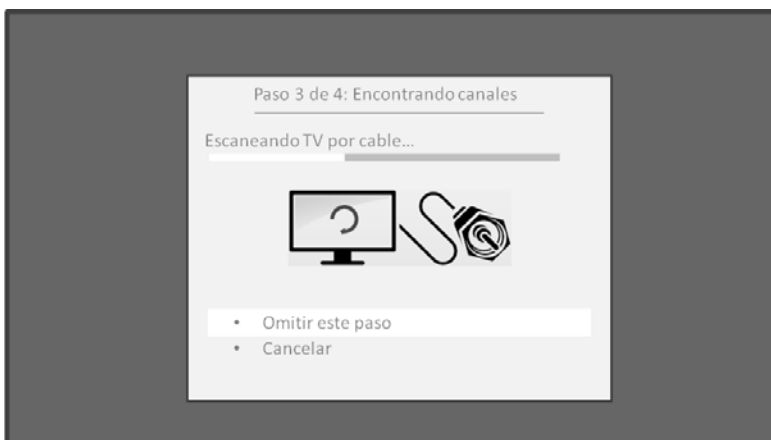 Paso 3 de 4: Encontrando canales
Escaneando TV por cable...
• Omitir este paso
• Cancelar